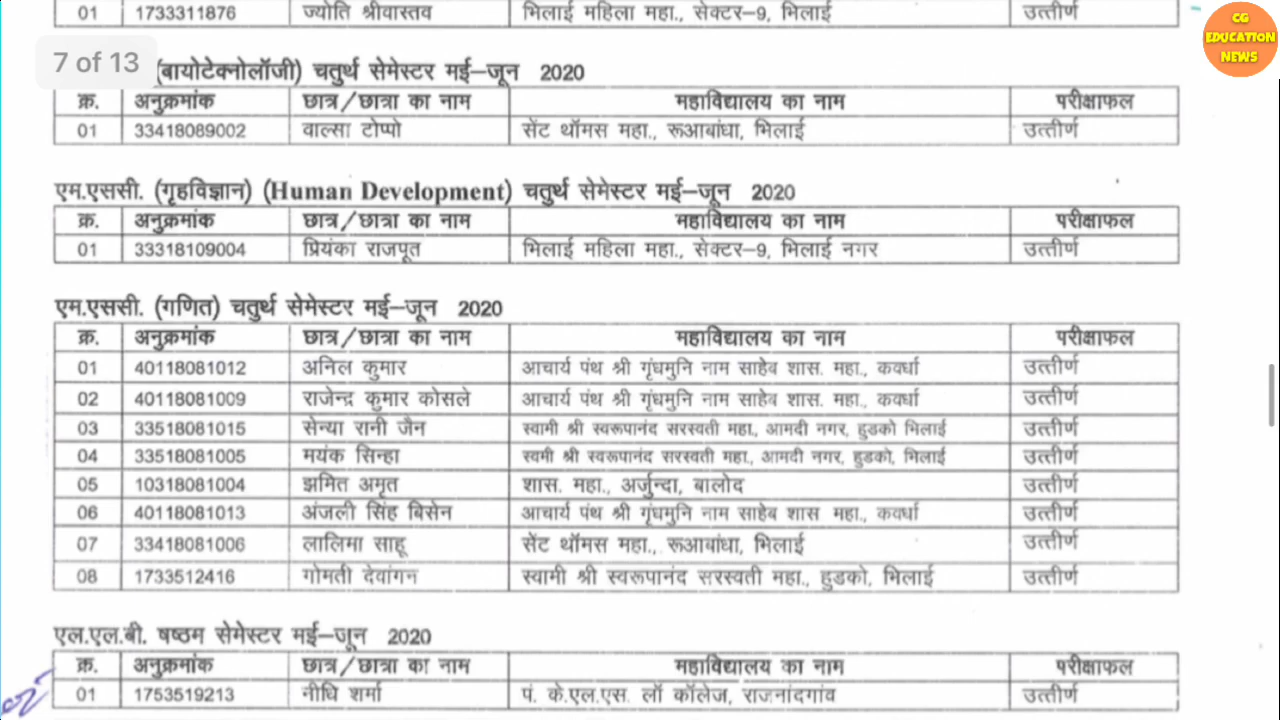 01 1733311876 ज्योति श्रीवास्तव भिलाई महिला महा., सेक्टर–9, भिलाई उत्तीर्ण
CG
EDUCATION
NEWS
7 of 13
(बायोटेक्नोलॉजी) चतुर्थ सेमेस्टर मई–जून 2020
क्र. अनुक्रमांक छात्र/छात्रा का नाम महाविद्यालय का नाम परीक्षाफल
01 33418089002 वाल्सा टोप्पो सेंट थॉमस महा., रूआबांधा, भिलाई उत्तीर्ण
एम.एससी. (गृहविज्ञान) (Human Development) चतुर्थ सेमेस्टर मई–जून 2020
क्र. अनुक्रमांक छात्र/छात्रा का नाम महाविद्यालय का नाम परीक्षाफल
01 33318109004 प्रियंका राजपूत भिलाई महिला महा., सेक्टर–9, भिलाई नगर उत्तीर्ण
एम.एससी. (गणित) चतुर्थ सेमेस्टर मई–जून 2020
क्र. अनुक्रमांक छात्र/छात्रा का नाम महाविद्यालय का नाम परीक्षाफल
01 40118081012 अनिल कुमार आचार्य पंथ श्री गृंधमुनि नाम साहेब शास. महा., कवर्धा उत्तीर्ण
02 40118081009 राजेन्द्र कुमार कोसले आचार्य पंथ श्री गृंधमुनि नाम साहेब शास. महा., कवर्धा उत्तीर्ण
03 33518081015 सेन्या रानी जैन स्वामी श्री स्वरूपानंद सरस्वती महा., आमदी नगर, हुडको भिलाई उत्तीर्ण
04 33518081005 मयंक सिन्हा स्वमी श्री स्वरूपानंद सरस्वती महा., आमदी नगर, हुडको, भिलाई उत्तीर्ण
05 10318081004 झमित अमृत शास. महा., अर्जुन्दा, बालोद उत्तीर्ण
06 40118081013 अंजली सिंह बिसेन आचार्य पंथ श्री गृंधमुनि नाम साहेब शास महा., कवर्धा उत्तीर्ण
07 33418081006 लालिमा साहू सेंट थॉमस महा., रूआबांधा, भिलाई उत्तीर्ण
08 1733512416 गोमती देवांगन स्वामी श्री स्वरूपानंद सरस्वती महा., हुडको, भिलाई उत्तीर्ण
एल.एल.बी. षष्ठम सेमेस्टर मई–जून 2020
क्र. अनुक्रमांक छात्र/छात्रा का नाम महाविद्यालय का नाम परीक्षाफल
01 1753519213 नीधि शर्मा पं. के.एल.एस. लॉ कॉलेज, राजनांदगांव उत्तीर्ण